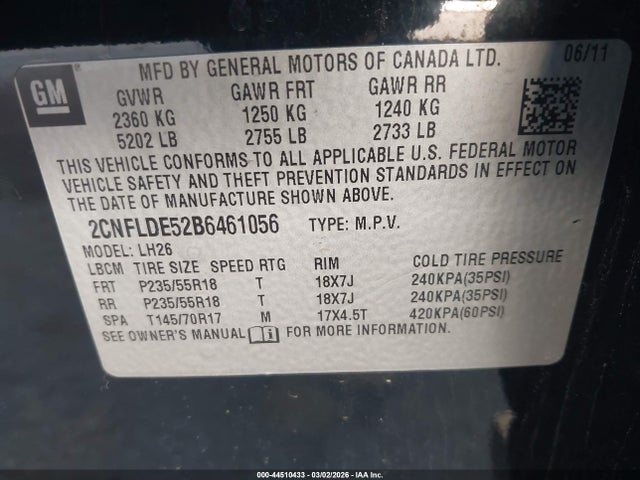 GM
MFD BY GENERAL MOTORS OF CANADA LTD. 06/11
GVWR GAWR FRT GAWR RR
2360 KG 1250 KG 1240 KG
5202 LB 2755 LB 2733 LB
THIS VEHICLE CONFORMS TO ALL APPLICABLE U.S. FEDERAL MOTOR
VEHICLE SAFETY AND THEFT PREVENTION STANDARDS IN EFFECT ON
THE DATE OF MANUFACTURE SHOWN ABOVE.
2CNFLDE52B6461056 TYPE: M.P.V.
MODEL: LH26
LBCM TIRE SIZE SPEED RTG RIM COLD TIRE PRESSURE
FRT P235/55R18 T 18X7J 240KPA(35PSI)
RR P235/55R18 T 18X7J 240KPA(35PSI)
SPA T145/70R17 M 17X4.5T 420KPA(60PSI)
SEE OWNER'S MANUAL FOR MORE INFORMATION.
000-44510433 - 03/02/2026 - IAA Inc.